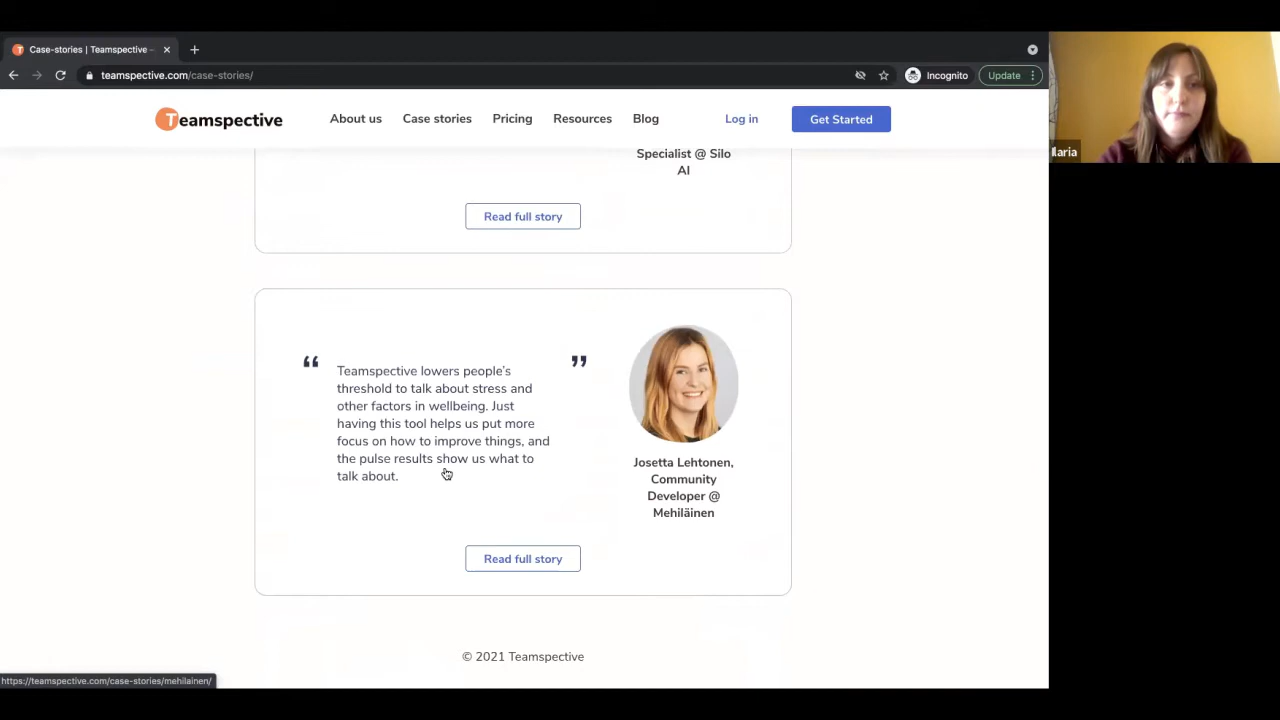 Case-stories | Teamspective –
teamspective.com/case-stories/
Incognito
Update
Teamspective
About us
Case stories
Pricing
Resources
Blog
Log in
Get Started
Ilaria
Specialist @ Silo
AI
Read full story
“ ”
Teamspective lowers people’s
threshold to talk about stress and
other factors in wellbeing. Just
having this tool helps us put more
focus on how to improve things, and
the pulse results show us what to
talk about.
Josetta Lehtonen,
Community
Developer @
Mehiläinen
Read full story
© 2021 Teamspective
https://teamspective.com/case-stories/mehilainen/